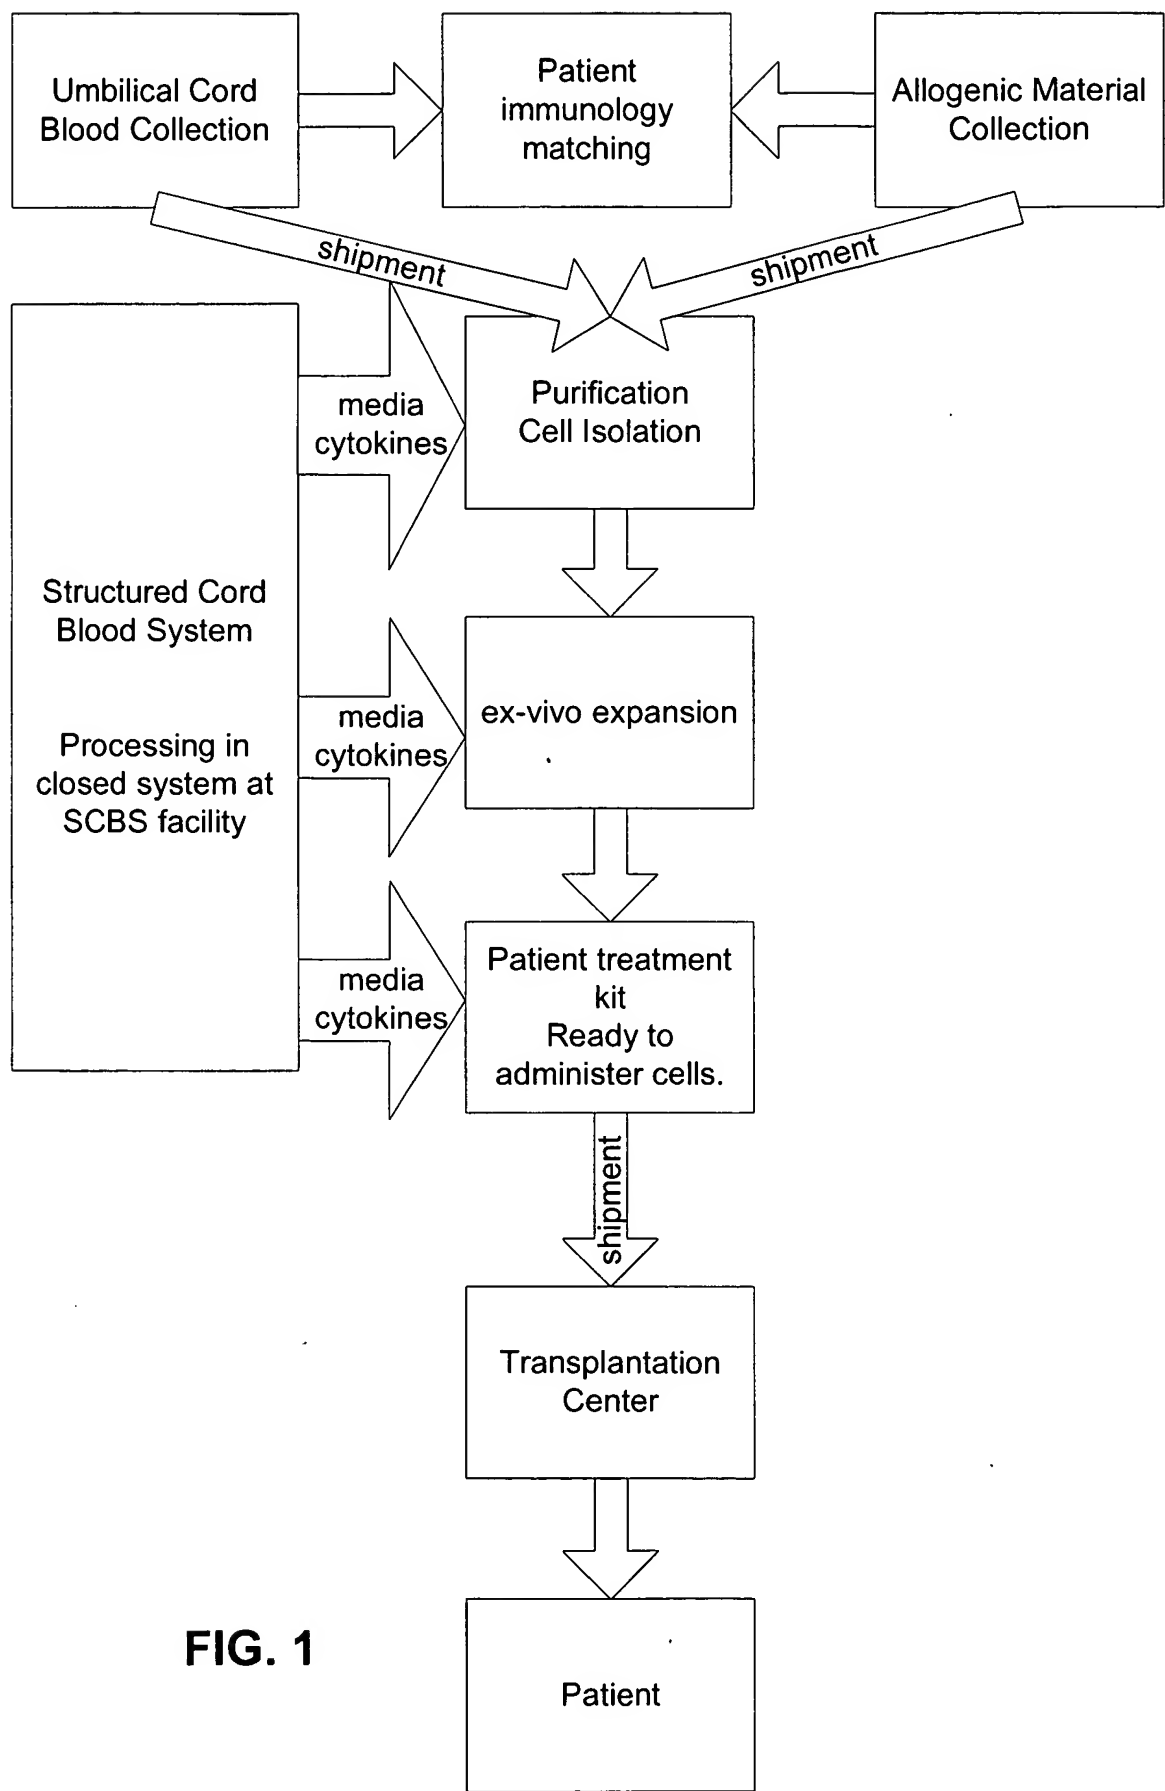 Umbilical Cord
Blood Collection
Patient
immunology
matching
Allogenic Material
Collection
shipment
shipment
media
cytokines
Purification
Cell Isolation
Structured Cord
Blood System
Processing in
closed system at
SCBS facility
media
cytokines
ex-vivo expansion
media
cytokines
Patient treatment
kit
Ready to
administer cells.
shipment
Transplantation
Center
FIG. 1
Patient